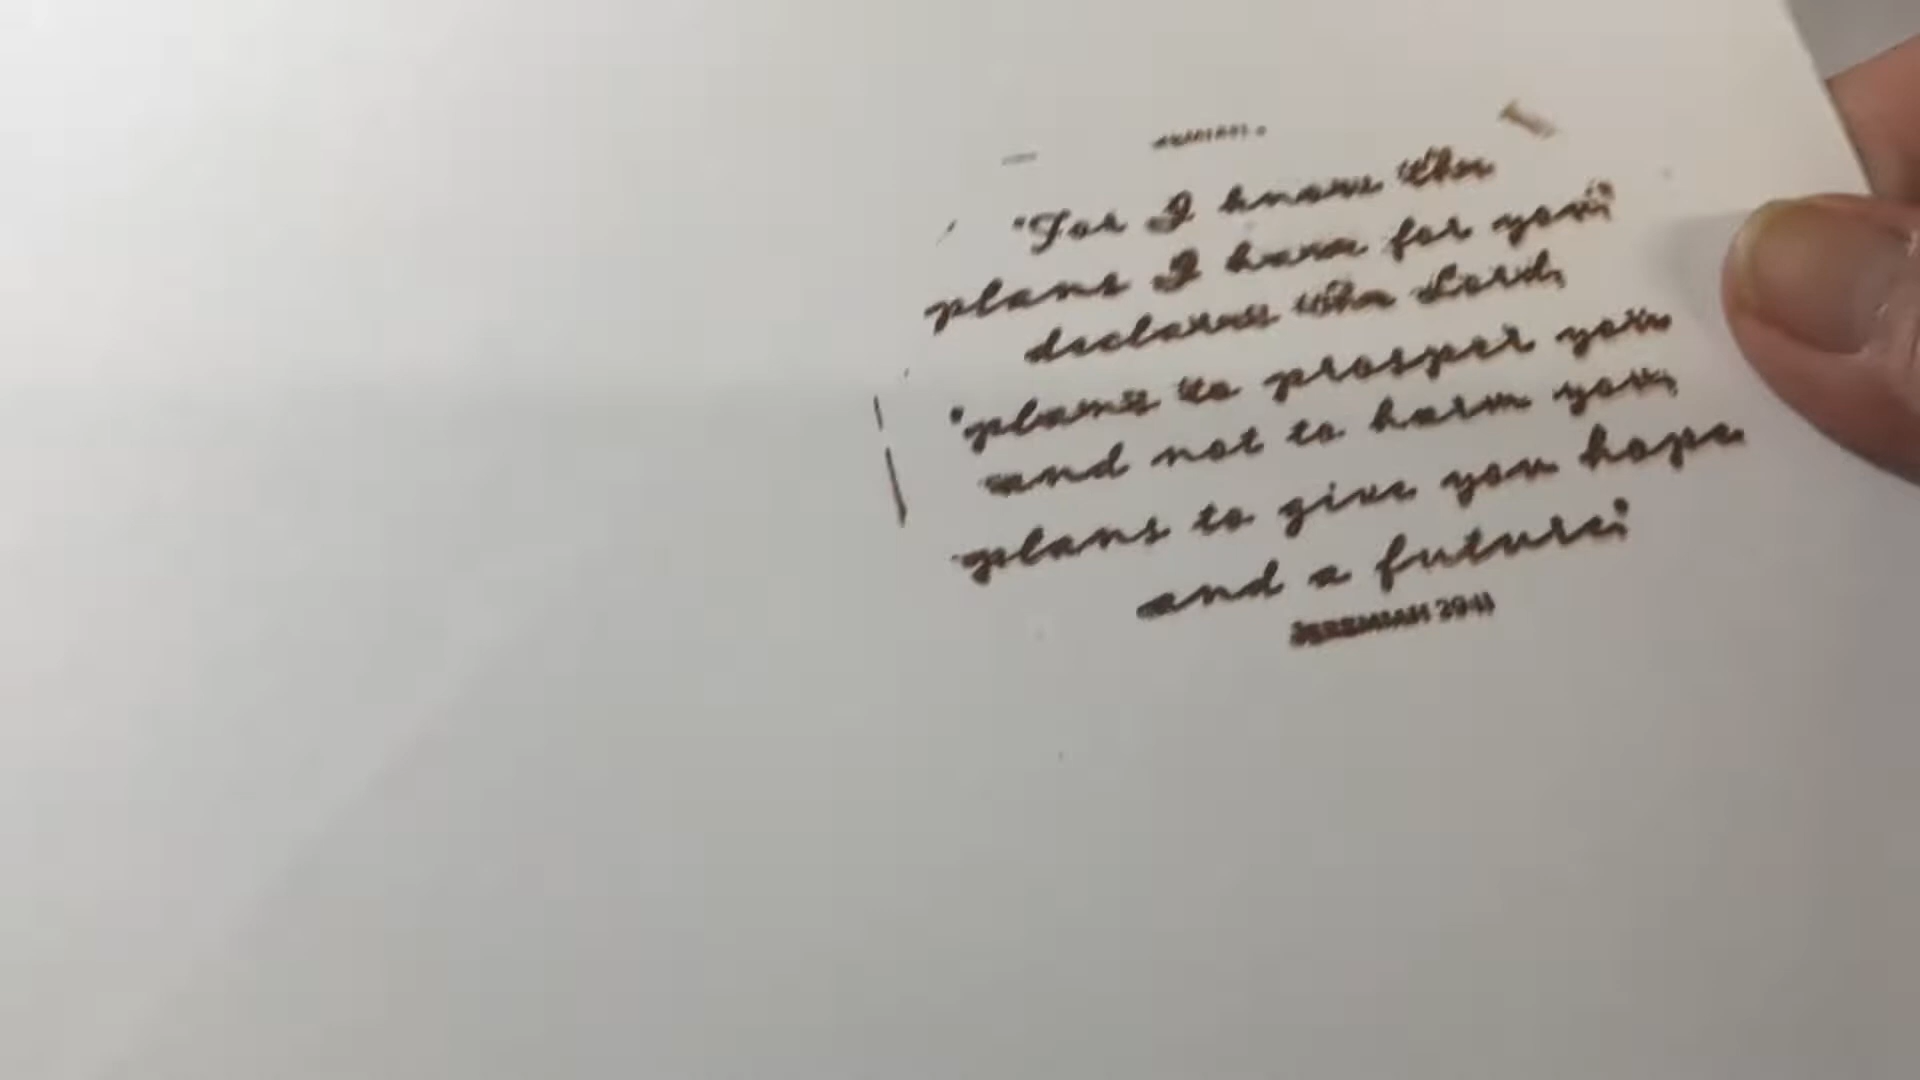 "For I know the
plans I have for you,"
declares the Lord,
"plans to prosper you
and not to harm you,
plans to give you hope
and a future."
JEREMIAH 29:11